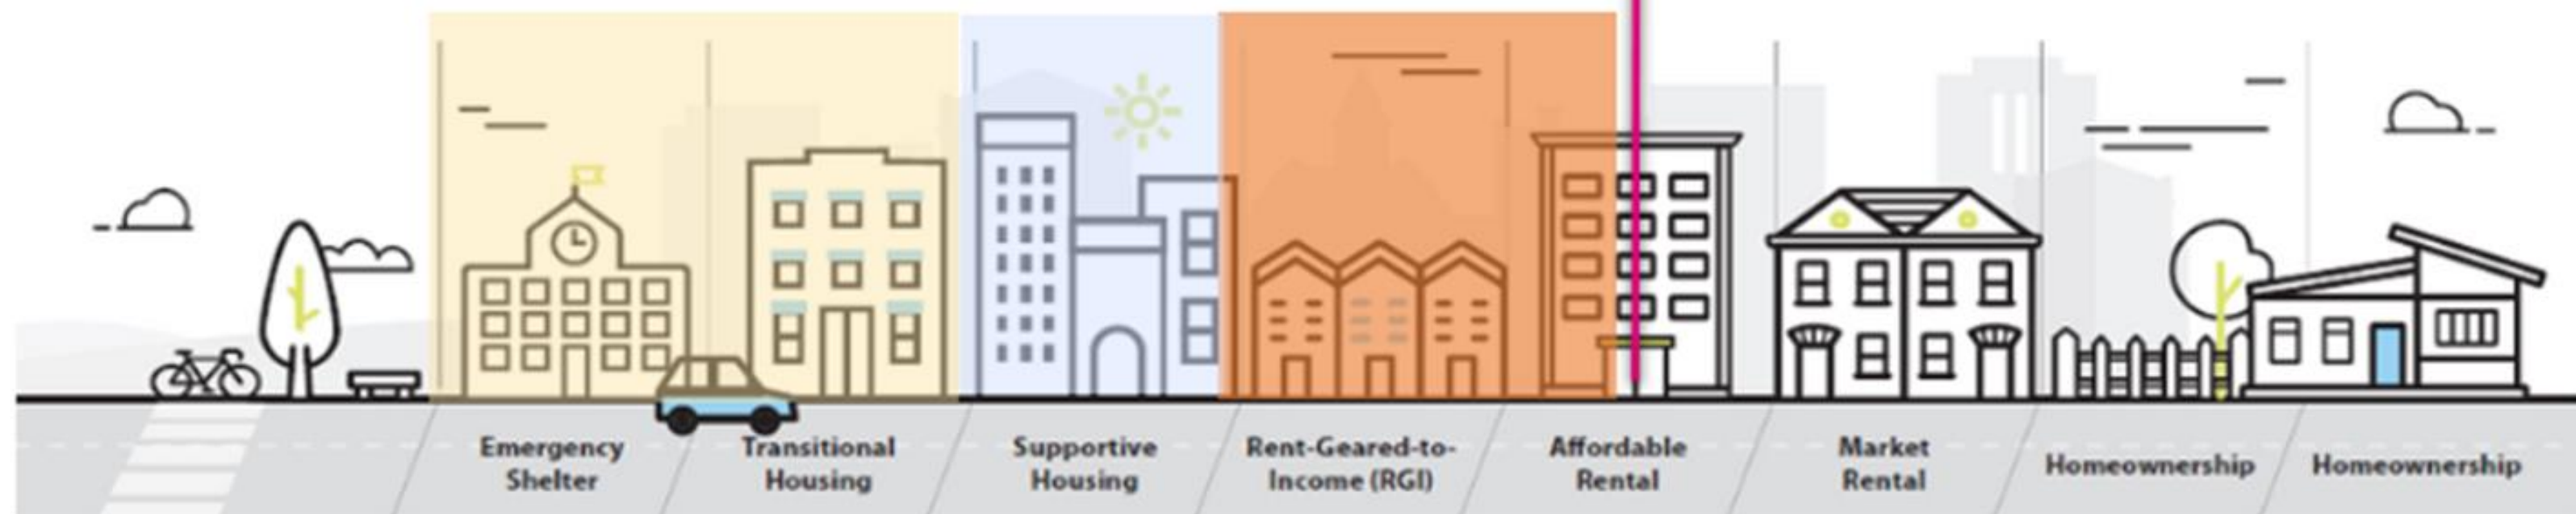 Emergency
Shelter
Transitional
Housing
Supportive
Housing
Rent-Geared-to-
Income (RGI)
Affordable
Rental
Market
Rental
Homeownership
Homeownership